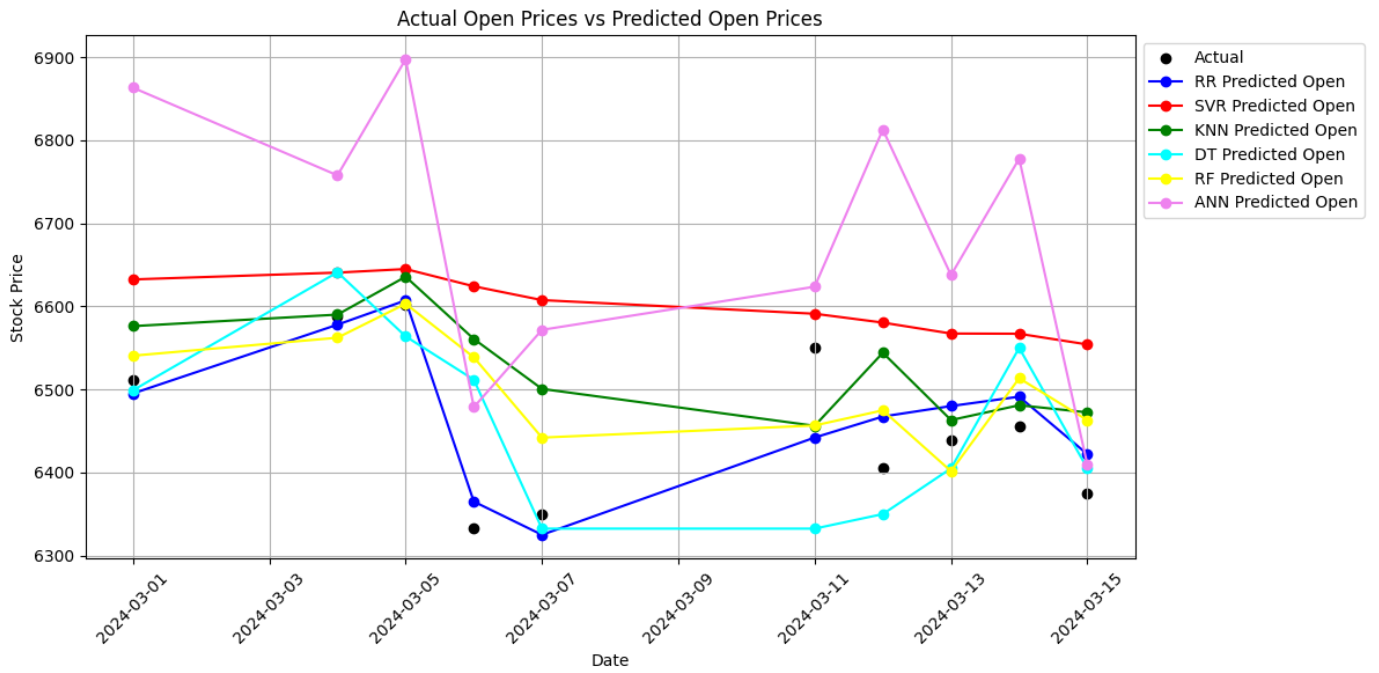 Actual Open Prices vs Predicted Open Prices
6900
6800
6700
6600
6500
6400
6300
Stock Price
2024-03-01
2024-03-03
2024-03-05
2024-03-07
2024-03-09
2024-03-11
2024-03-13
2024-03-15
Date
Actual
RR Predicted Open
SVR Predicted Open
KNN Predicted Open
DT Predicted Open
RF Predicted Open
ANN Predicted Open